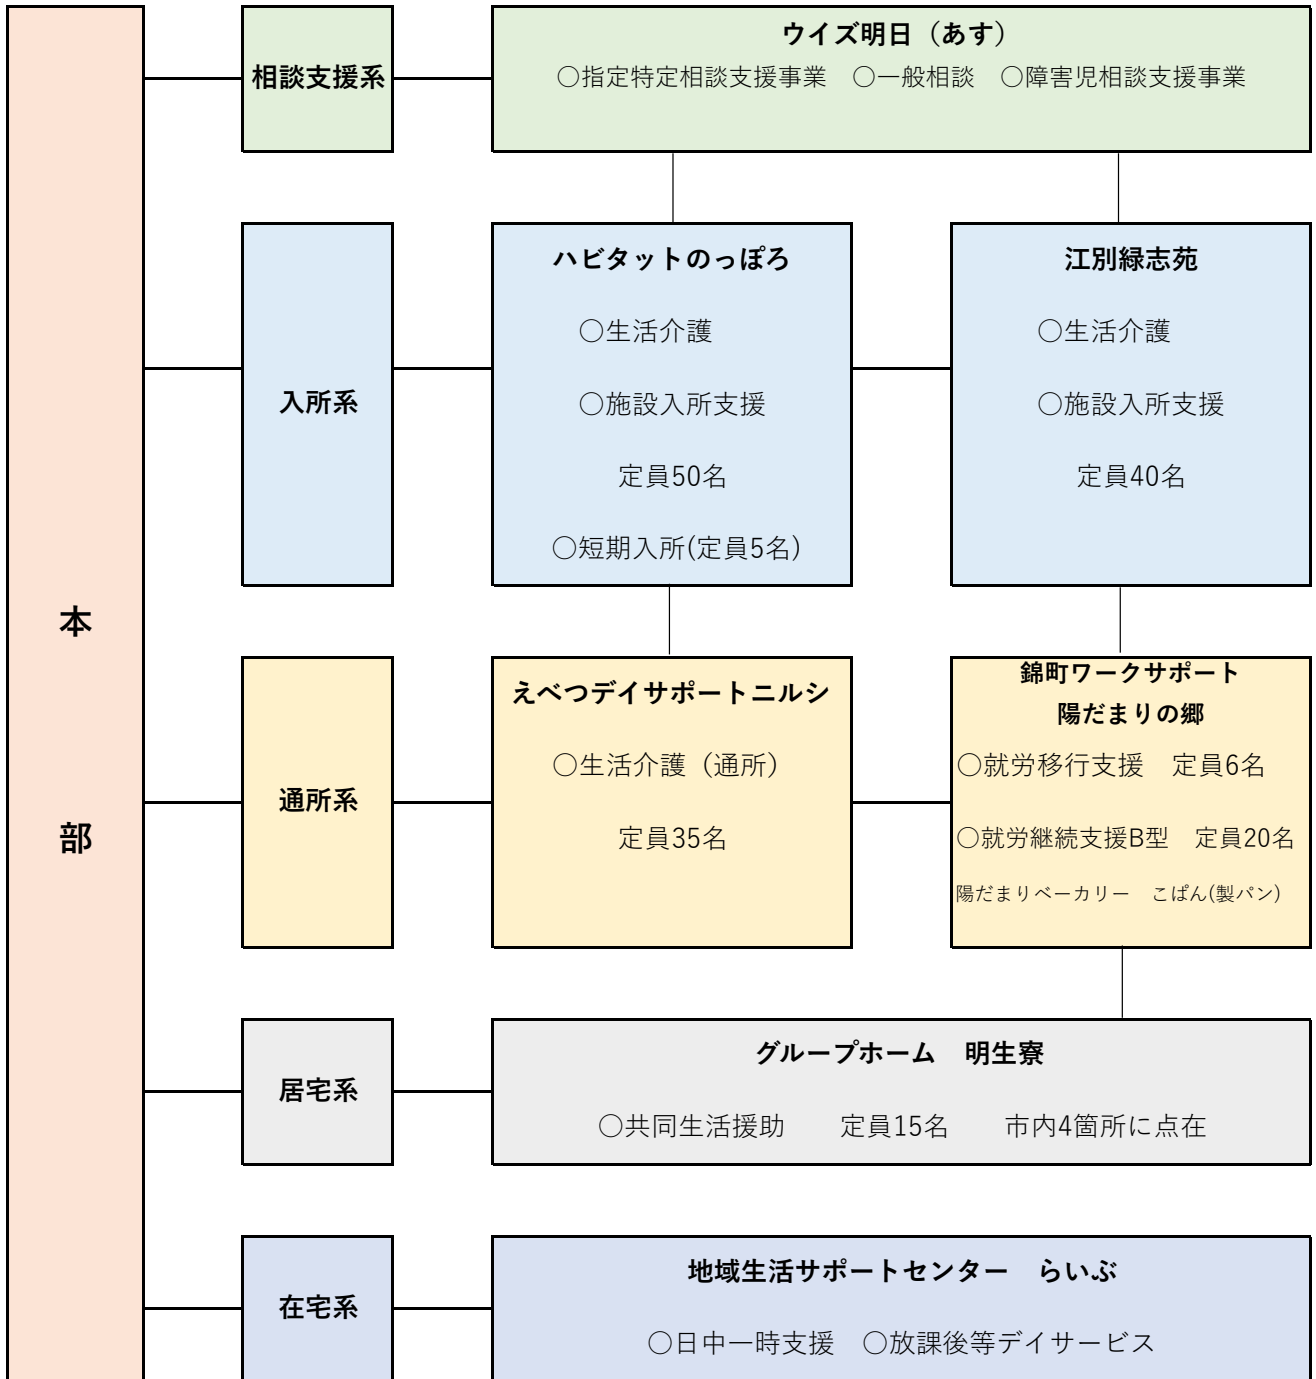 本
部
相談支援系
ウイズ明日（あす）
○指定特定相談支援事業　○一般相談　○障害児相談支援事業
入所系
ハビタットのっぽろ
○生活介護
○施設入所支援
定員50名
○短期入所(定員5名)
江別緑志苑
○生活介護
○施設入所支援
定員40名
通所系
えべつデイサポートニルシ
○生活介護（通所）
定員35名
錦町ワークサポート
陽だまりの郷
○就労移行支援　定員6名
○就労継続支援B型　定員20名
陽だまりベーカリー　こぱん(製パン)
居宅系
グループホーム　明生寮
○共同生活援助　　定員15名　　市内4箇所に点在
在宅系
地域生活サポートセンター　らいぶ
○日中一時支援　○放課後等デイサービス